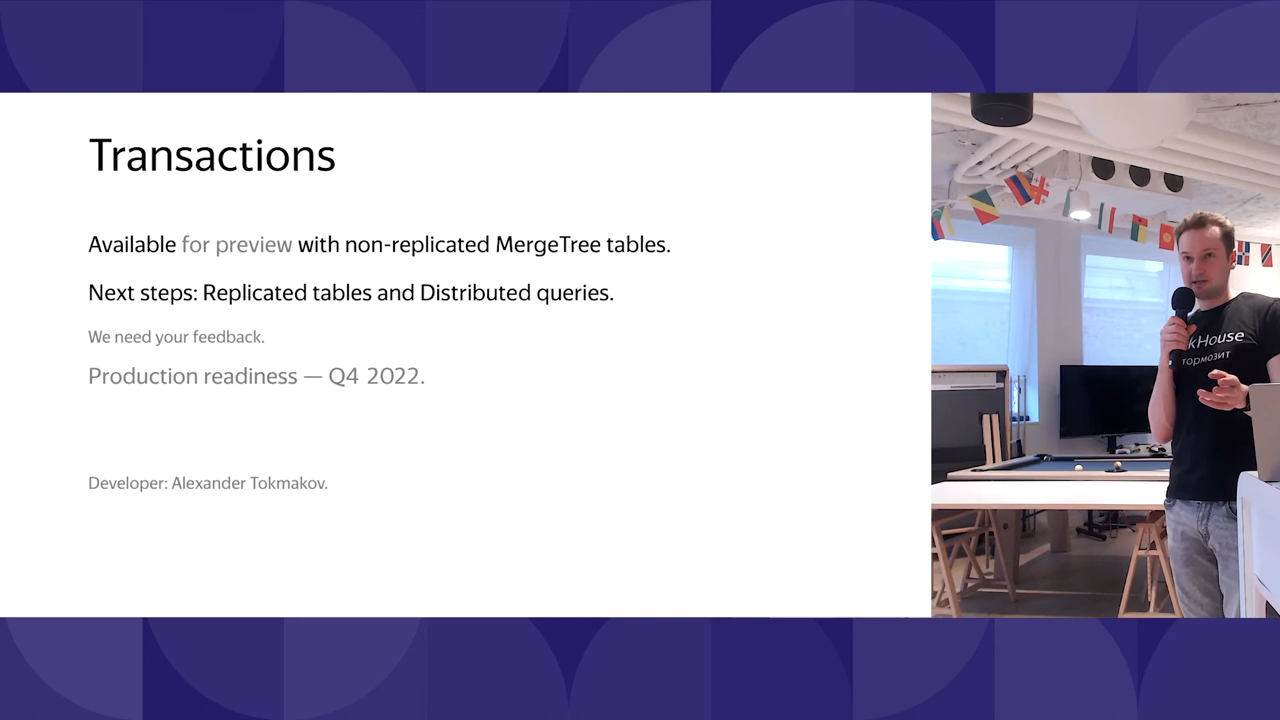 Transactions
Available for preview with non-replicated MergeTree tables.
Next steps: Replicated tables and Distributed queries.
We need your feedback.
Production readiness — Q4 2022.
Developer: Alexander Tokmakov.
kHouse
тормозит